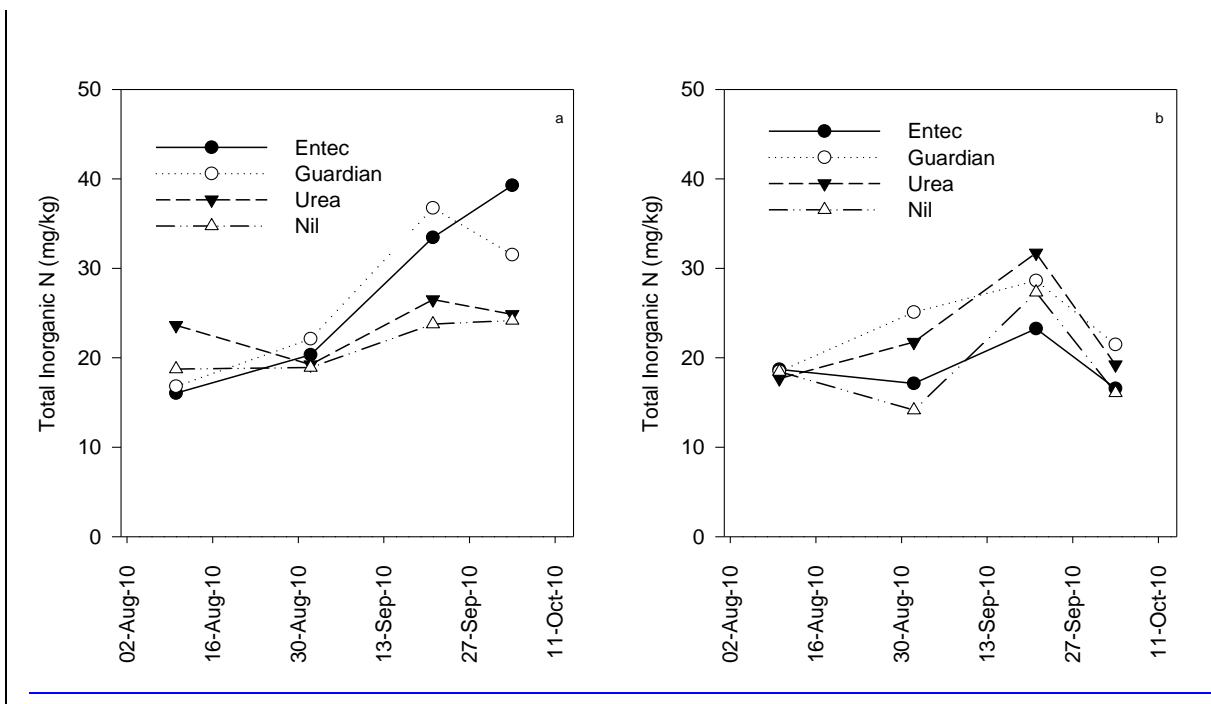 a
Entec
Guardian
Urea
Nil
Total Inorganic N (mg/kg)
50
40
30
20
10
0
02-Aug-10
16-Aug-10
30-Aug-10
13-Sep-10
27-Sep-10
11-Oct-10
b
Entec
Guardian
Urea
Nil
Total Inorganic N (mg/kg)
50
40
30
20
10
0
02-Aug-10
16-Aug-10
30-Aug-10
13-Sep-10
27-Sep-10
11-Oct-10